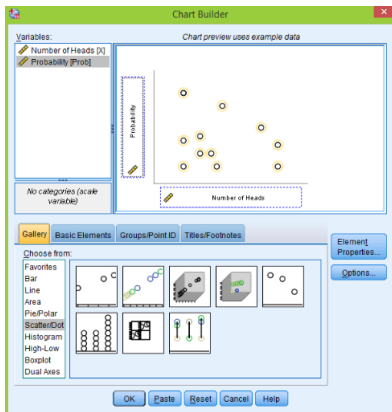 Chart Builder
Variables:
Number of Heads [X]
Probability [Prob]
No categories (scale
variable)
Chart preview uses example data
Probability
Number of Heads
Gallery
Basic Elements
Groups/Point ID
Titles/Footnotes
Choose from:
Favorites
Bar
Line
Area
Pie/Polar
Scatter/Dot
Histogram
High-Low
Boxplot
Dual Axes
Element
Properties...
Options...
OK
Paste
Reset
Cancel
Help